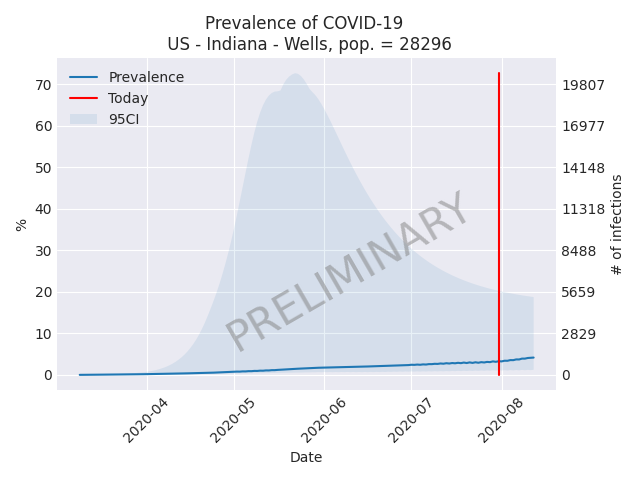 Prevalence of COVID-19
US - Indiana - Wells, pop. = 28296
Prevalence
Today
95CI
70
60
50
40
30
20
10
0
%
19807
16977
14148
11318
8488
5659
2829
0
# of infections
PRELIMINARY
2020-04
2020-05
2020-06
2020-07
2020-08
Date